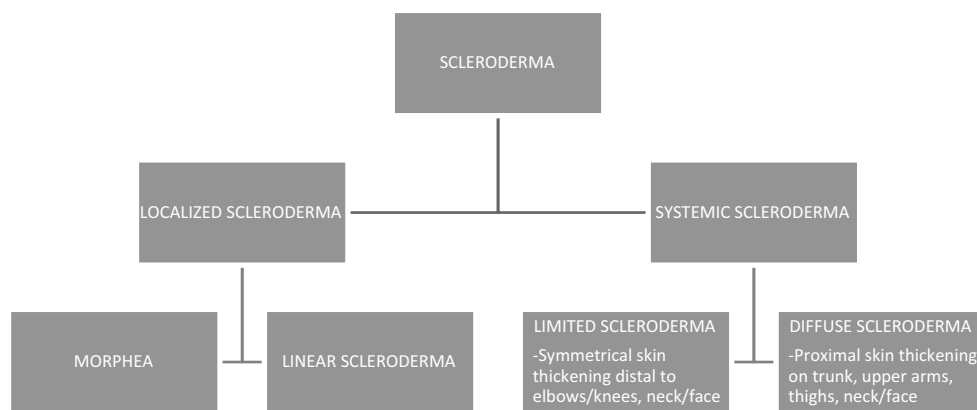 SCLERODERMA
LOCALIZED SCLERODERMA
SYSTEMIC SCLERODERMA
MORPHEA
LINEAR SCLERODERMA
LIMITED SCLERODERMA
-Symmetrical skin
thickening distal to
elbows/knees, neck/face
DIFFUSE SCLERODERMA
-Proximal skin thickening
on trunk, upper arms,
thighs, neck/face